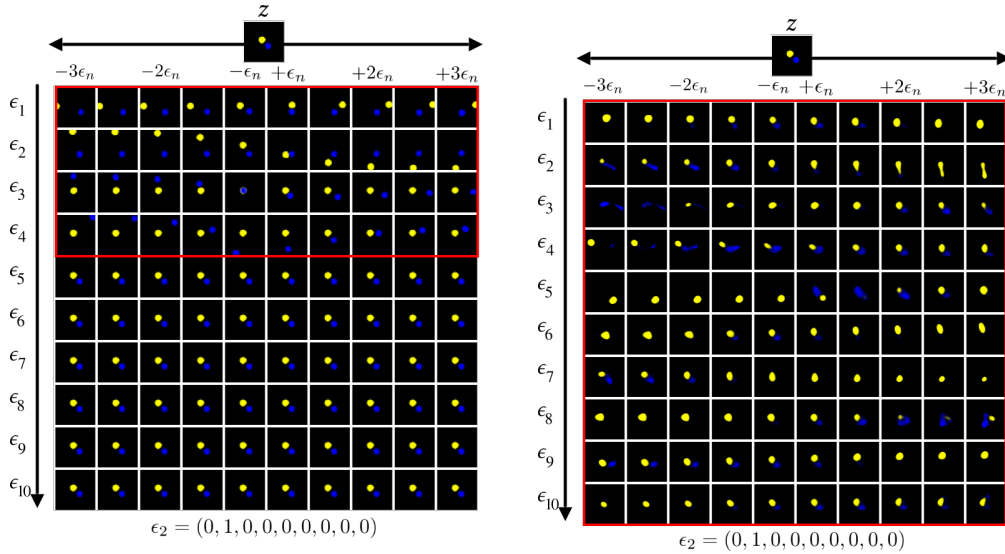 z
−3ϵn −2ϵn −ϵn +ϵn +2ϵn +3ϵn
ϵ1
ϵ2
ϵ3
ϵ4
ϵ5
ϵ6
ϵ7
ϵ8
ϵ9
ϵ10
ϵ2 = (0, 1, 0, 0, 0, 0, 0, 0, 0)
z
−3ϵn −2ϵn −ϵn +ϵn +2ϵn +3ϵn
ϵ1
ϵ2
ϵ3
ϵ4
ϵ5
ϵ6
ϵ7
ϵ8
ϵ9
ϵ10
ϵ2 = (0, 1, 0, 0, 0, 0, 0, 0, 0)